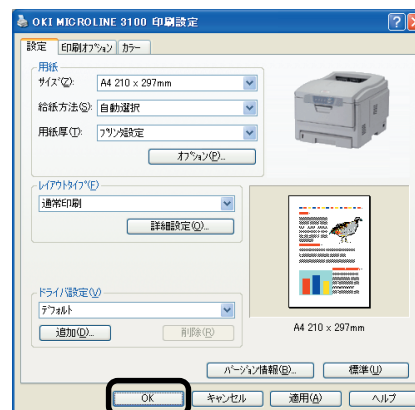 OKI MICROLINE 3100 印刷設定
設定 印刷ｵﾌﾟｼｮﾝ ｶﾗｰ
用紙
ｻｲｽﾞ(Z): A4 210 x 297mm
給紙方法(S): 自動選択
用紙厚(T): ﾌﾟﾘﾝﾀ設定
ｵﾌﾟｼｮﾝ(P)...
ﾚｲｱｳﾄﾀｲﾌﾟ(E)
通常印刷
詳細設定(O)...
ﾄﾞﾗｲﾊﾞ設定(V)
ﾃﾞﾌｫﾙﾄ
追加(D)... 削除(R)
A4 210 x 297mm
ﾊﾞｰｼﾞｮﾝ情報(B)... 標準(U)
OK ｷｬﾝｾﾙ 適用(A) ﾍﾙﾌﾟ